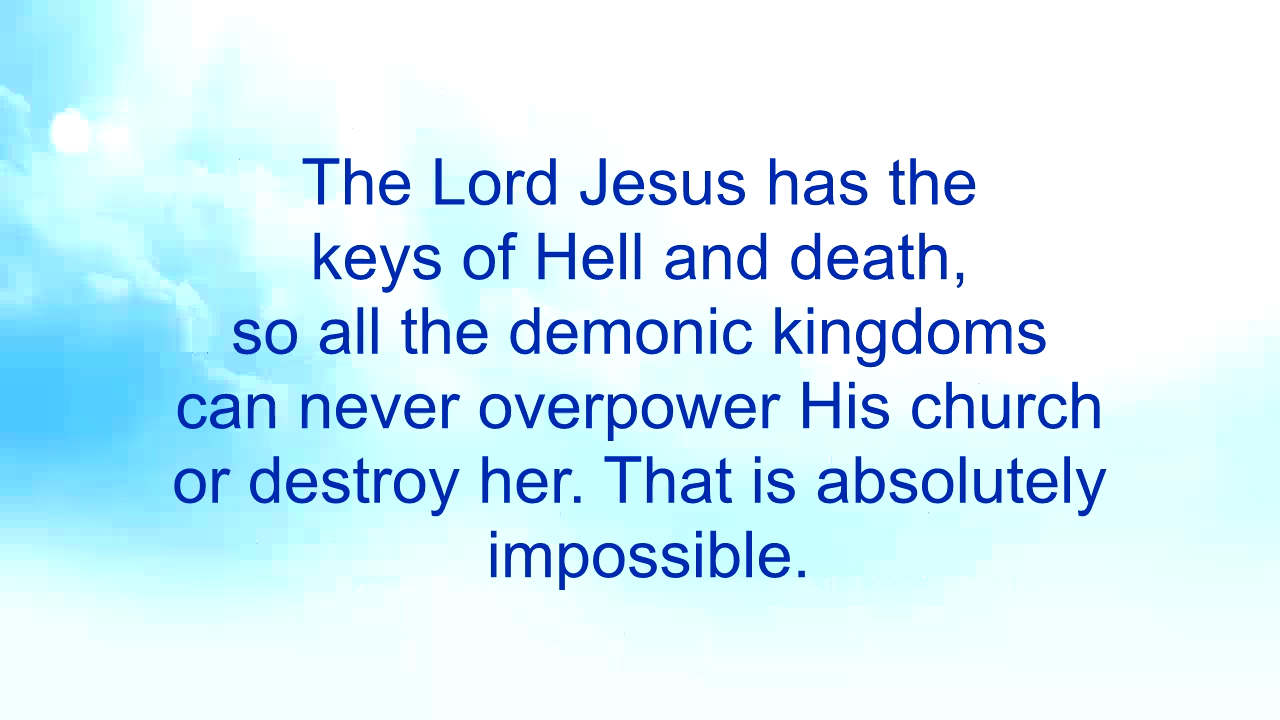 The Lord Jesus has the
keys of Hell and death,
so all the demonic kingdoms
can never overpower His church
or destroy her. That is absolutely
impossible.